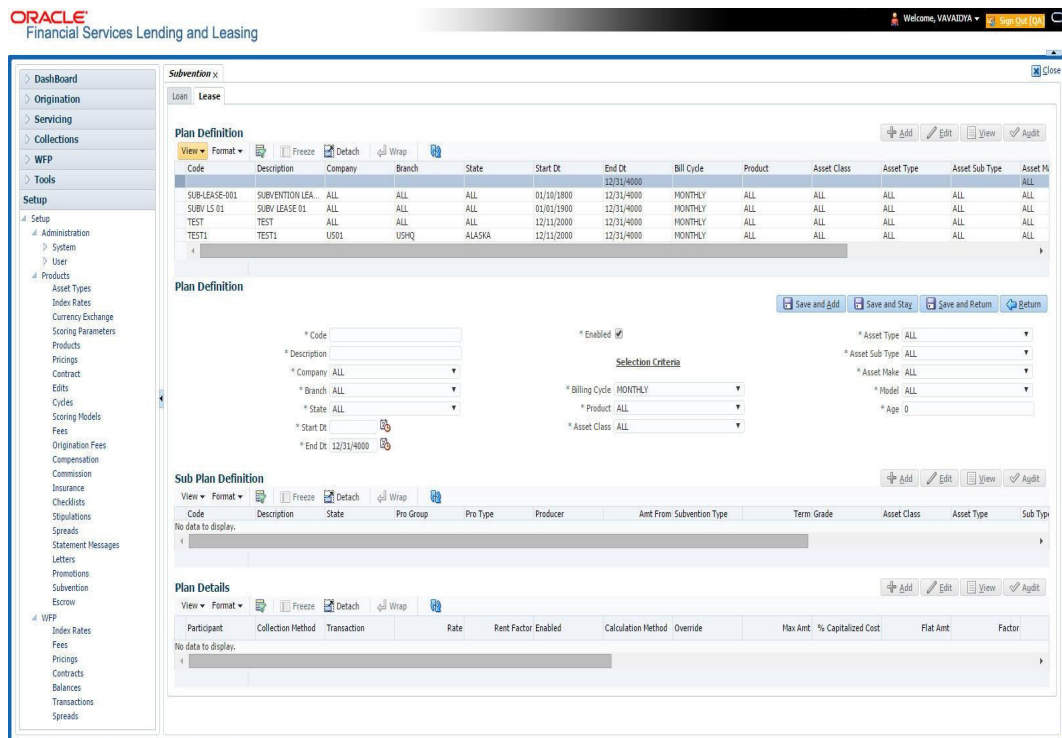 ORACLE
Financial Services Lending and Leasing
Welcome, VAVAIDYA
Sign Out [QA]
DashBoard
Origination
Servicing
Collections
WFP
Tools
Setup
Setup
Administration
System
User
Products
Asset Types
Index Rates
Currency Exchange
Scoring Parameters
Products
Pricings
Contract
Edits
Cycles
Scoring Models
Fees
Origination Fees
Compensation
Commission
Insurance
Checklists
Stipulations
Spreads
Statement Messages
Letters
Promotions
Subvention
Escrow
WFP
Index Rates
Fees
Pricings
Contracts
Balances
Transactions
Spreads
Subvention x
Close
Loan Lease
Plan Definition
Add Edit View Audit
View Format Freeze Detach Wrap
Code Description Company Branch State Start Dt End Dt Bill Cycle Product Asset Class Asset Type Asset Sub Type Asset M
12/31/4000 ALL
SUB-LEASE-001 SUBVENTION LEA... ALL ALL ALL 01/10/1800 12/31/4000 MONTHLY ALL ALL ALL ALL ALL
SUBV LS 01 SUBV LEASE 01 ALL ALL ALL 01/01/1900 12/31/4000 MONTHLY ALL ALL ALL ALL ALL
TEST TEST ALL ALL ALL 12/11/2000 12/31/4000 MONTHLY ALL ALL ALL ALL ALL
TEST1 TEST1 US01 USHQ ALASKA 12/11/2000 12/31/4000 MONTHLY ALL ALL ALL ALL ALL
Plan Definition
Save and Add Save and Stay Save and Return Return
* Code
* Description
* Company ALL
* Branch ALL
* State ALL
* Start Dt
* End Dt 12/31/4000
* Enabled
Selection Criteria
* Billing Cycle MONTHLY
* Product ALL
* Asset Class ALL
* Asset Type ALL
* Asset Sub Type ALL
* Asset Make ALL
* Model ALL
* Age 0
Sub Plan Definition
Add Edit View Audit
View Format Freeze Detach Wrap
Code Description State Pro Group Pro Type Producer Amt From Subvention Type Term Grade Asset Class Asset Type Sub Type
No data to display.
Plan Details
Add Edit View Audit
View Format Freeze Detach Wrap
Participant Collection Method Transaction Rate Rent Factor Enabled Calculation Method Override Max Amt % Capitalized Cost Flat Amt Factor
No data to display.